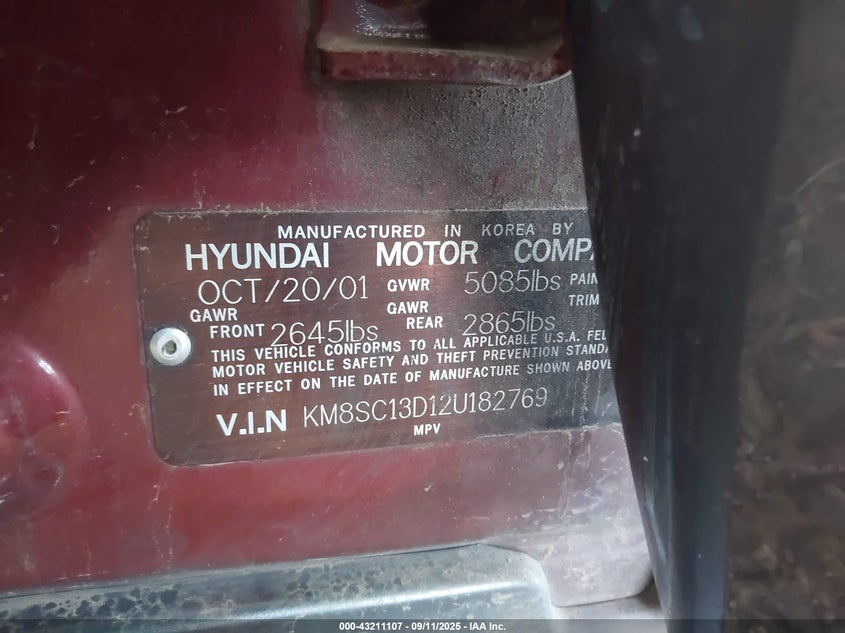 MANUFACTURED IN KOREA BY
HYUNDAI MOTOR COMPA
OCT/20/01 GVWR 5085lbs PAIN
TRIM
GAWR FRONT 2645lbs GAWR REAR 2865lbs
THIS VEHICLE CONFORMS TO ALL APPLICABLE U.S.A. FE
MOTOR VEHICLE SAFETY AND THEFT PREVENTION STANDA
IN EFFECT ON THE DATE OF MANUFACTURE SHOWN ABOVE
V.I.N KM8SC13D12U182769
MPV
000-43211107 - 09/11/2025 - IAA Inc.